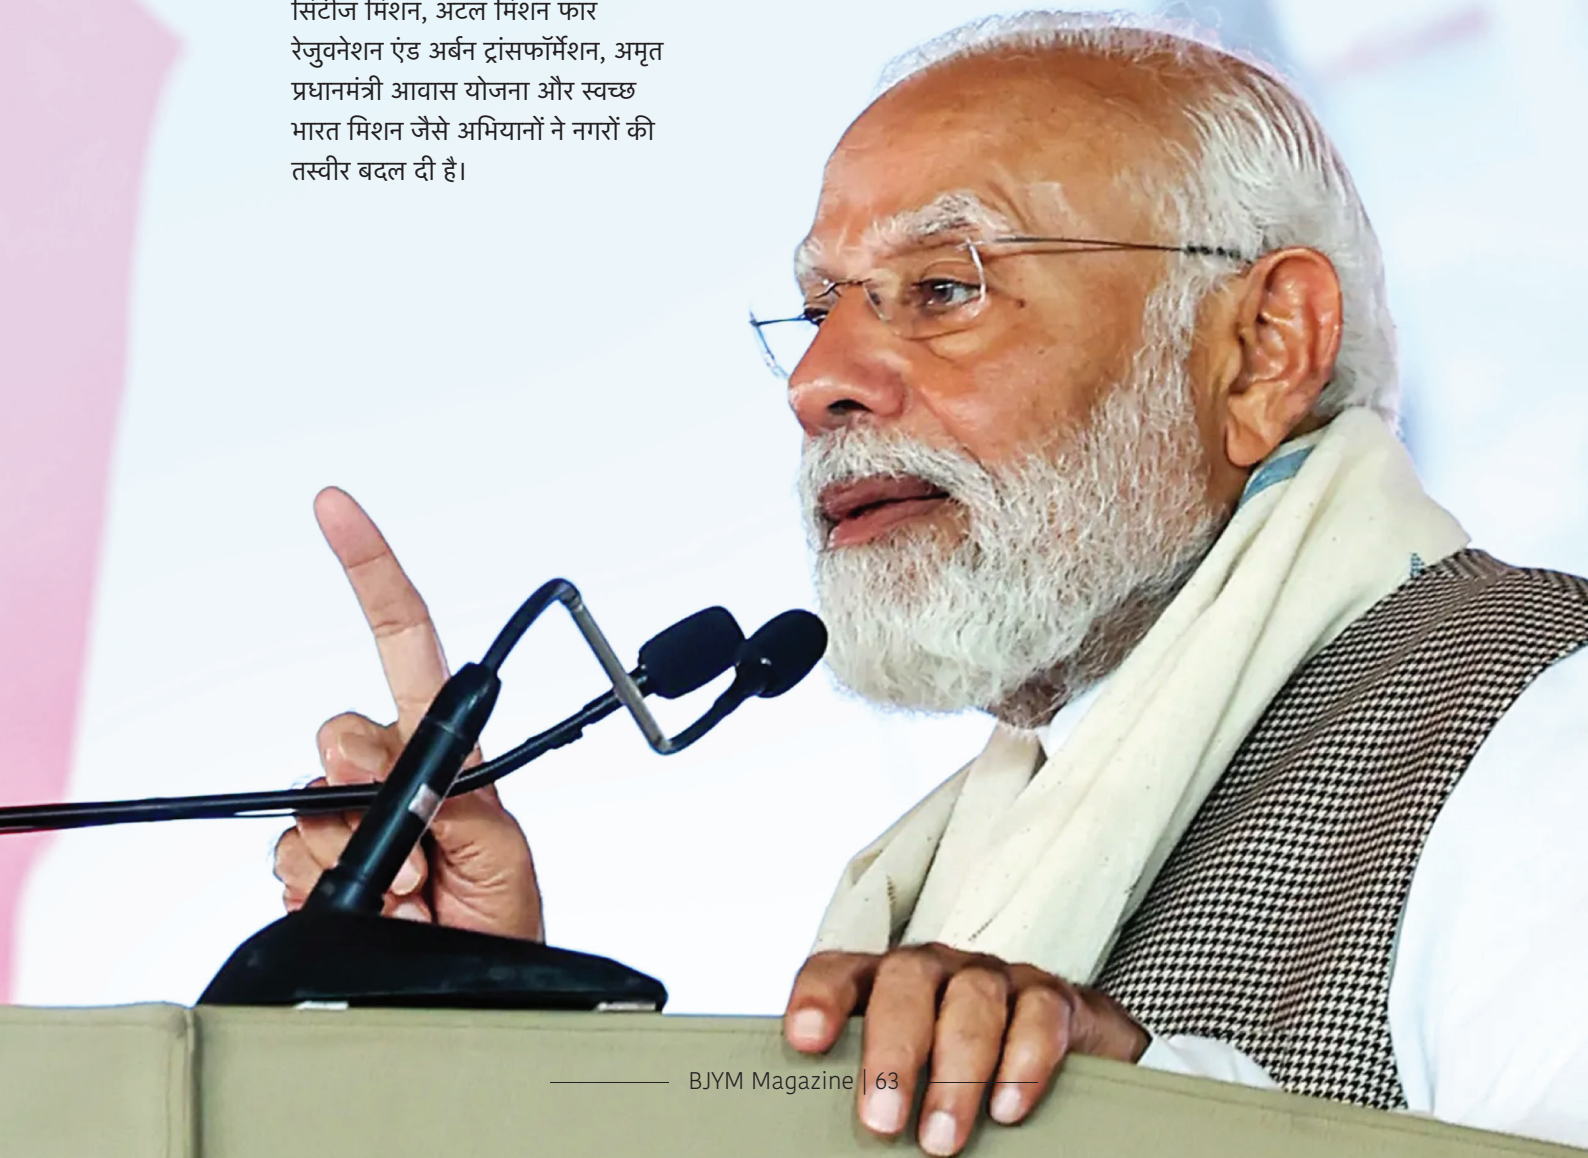 सिटीज मिशन, अटल मिशन फार
रेजुवनेशन एंड अर्बन ट्रांसफॉर्मेशन, अमृत
प्रधानमंत्री आवास योजना और स्वच्छ
भारत मिशन जैसे अभियानों ने नगरों की
तस्वीर बदल दी है।
BJYM Magazine | 63